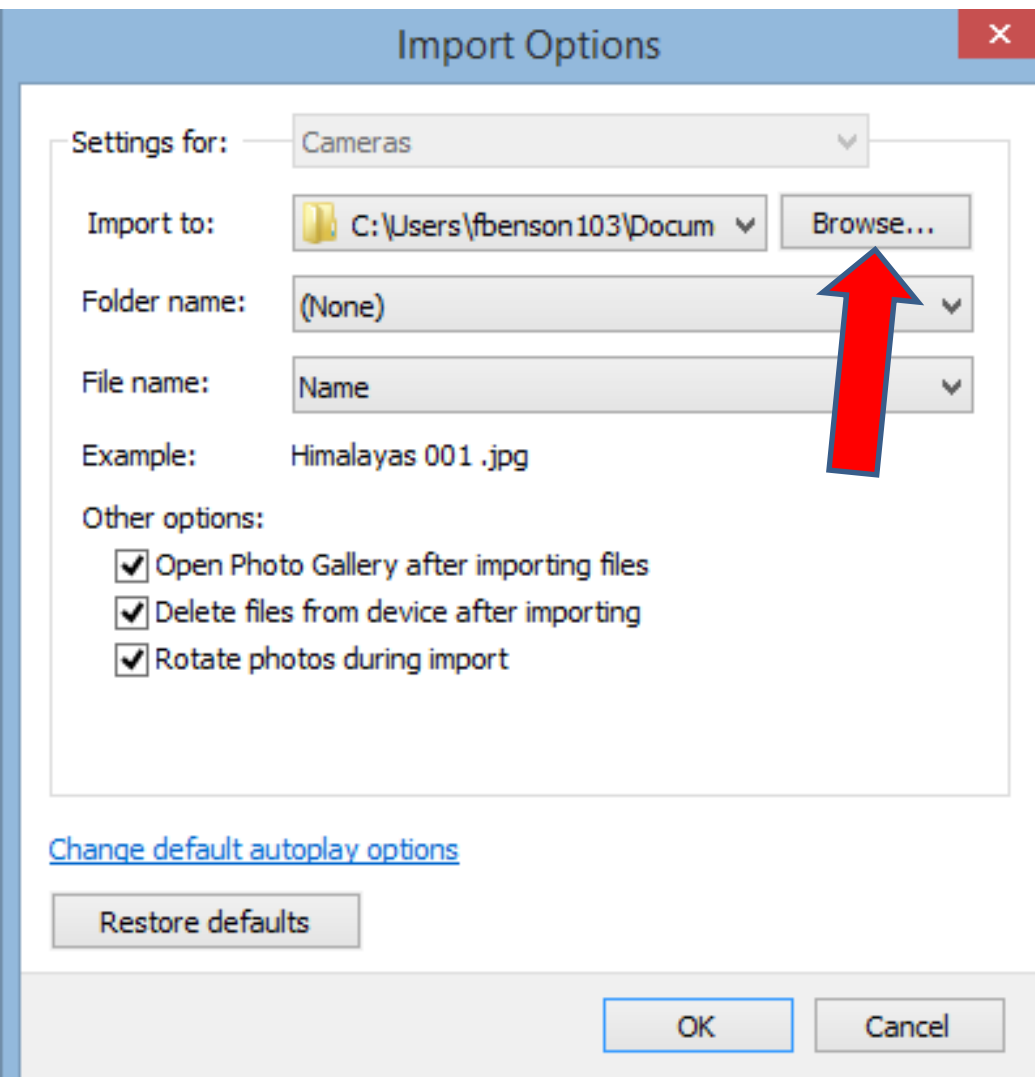 Import Options
Settings for: Cameras
Import to: C:\Users\fbenson103\Docum Browse...
Folder name: (None)
File name: Name
Example: Himalayas 001 .jpg
Other options:
Open Photo Gallery after importing files
Delete files from device after importing
Rotate photos during import
Change default autoplay options
Restore defaults
OK Cancel